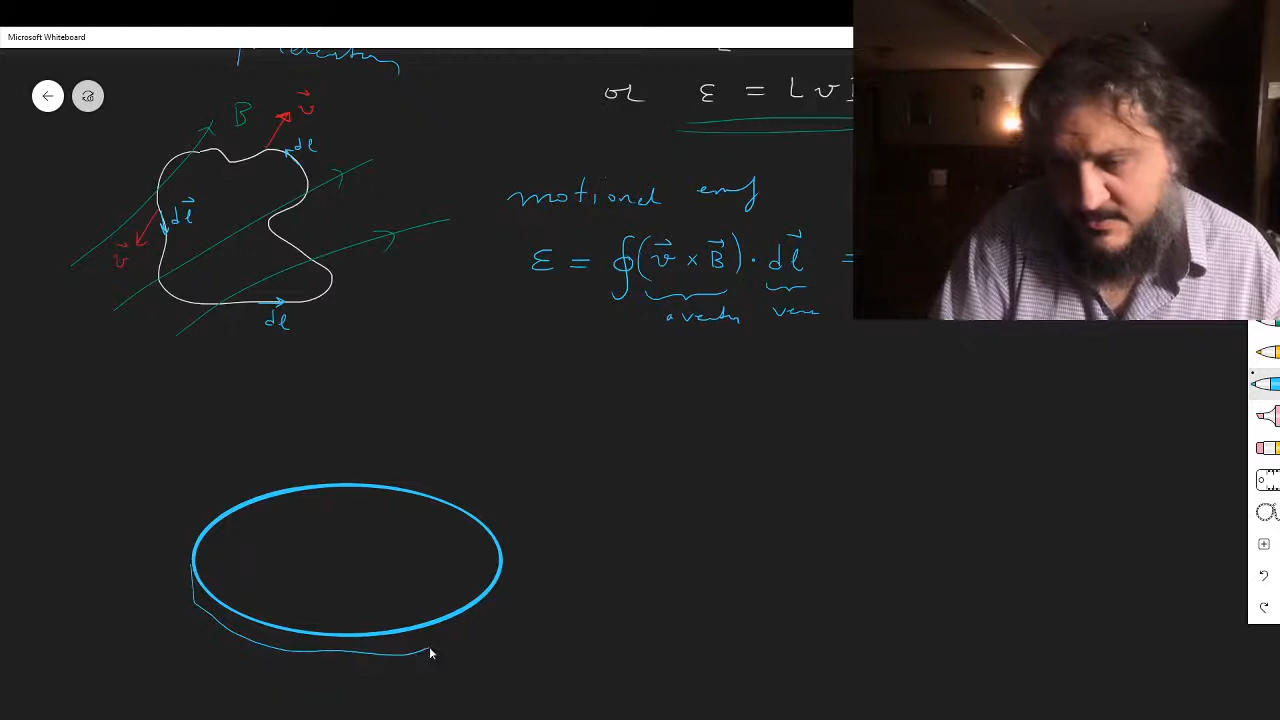 Microsoft Whiteboard
or ε = L v
B
v⃗
dl
dl⃗
v⃗
dl
motional emf
ε = ∮(v⃗ × B⃗) · dl⃗ =